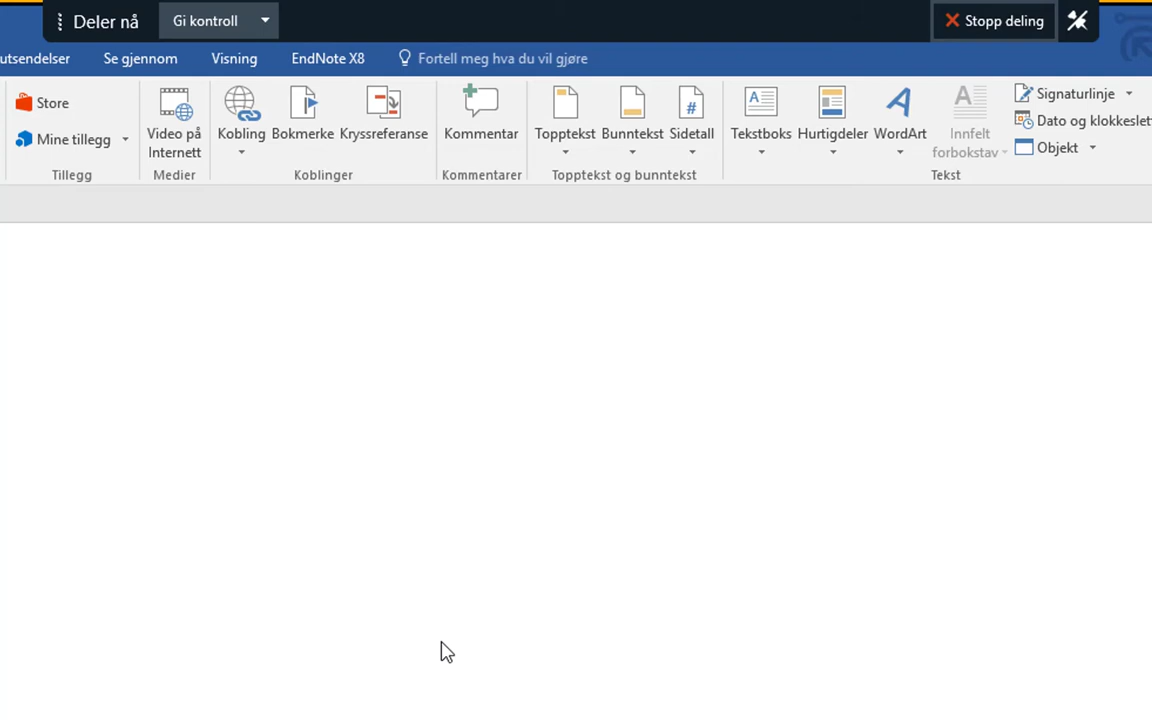 Deler nå Gi kontroll Stopp deling
utsendelser Se gjennom Visning EndNote X8 Fortell meg hva du vil gjøre
Store
Mine tillegg
Tillegg
Video på
Internett
Medier
Kobling Bokmerke Kryssreferanse
Koblinger
Kommentar
Kommentarer
Topptekst Bunntekst Sidetall
Topptekst og bunntekst
Tekstboks Hurtigdeler WordArt Innfelt
forbokstav
Signaturlinje
Dato og klokkeslet
Objekt
Tekst